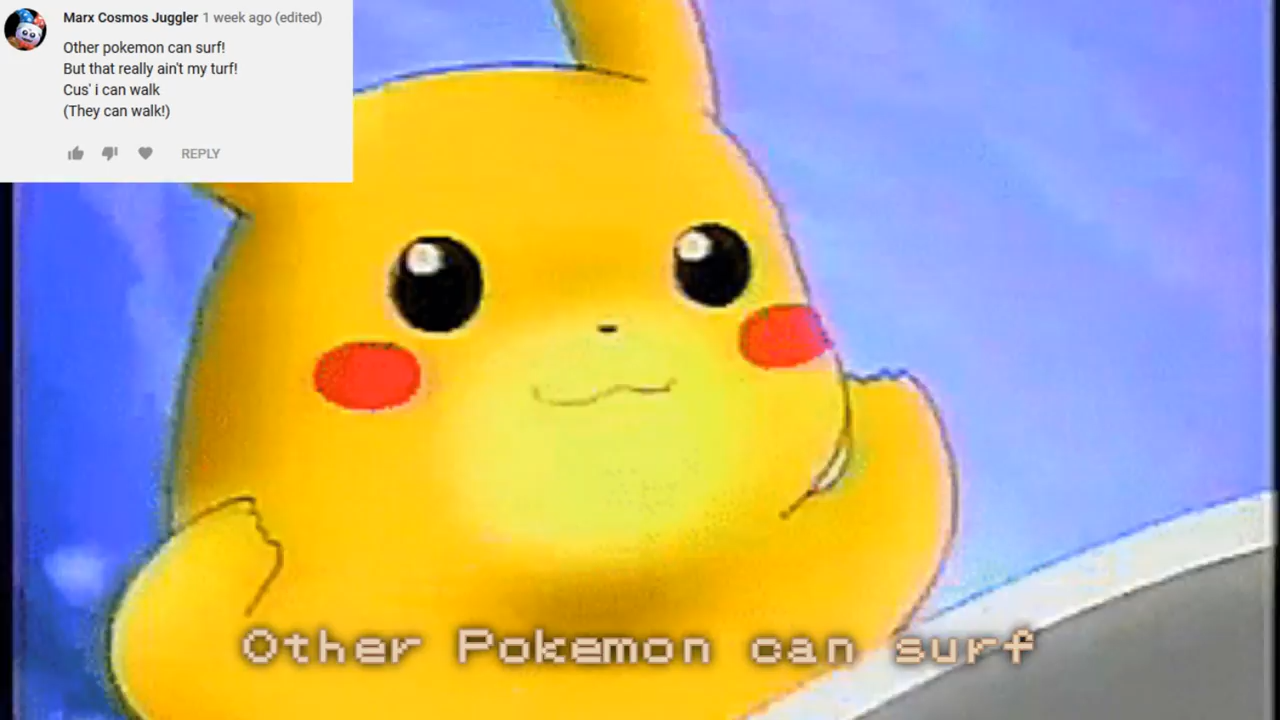 Marx Cosmos Juggler 1 week ago (edited)
Other pokemon can surf!
But that really ain't my turf!
Cus' i can walk
(They can walk!)
REPLY
Other Pokemon can surf